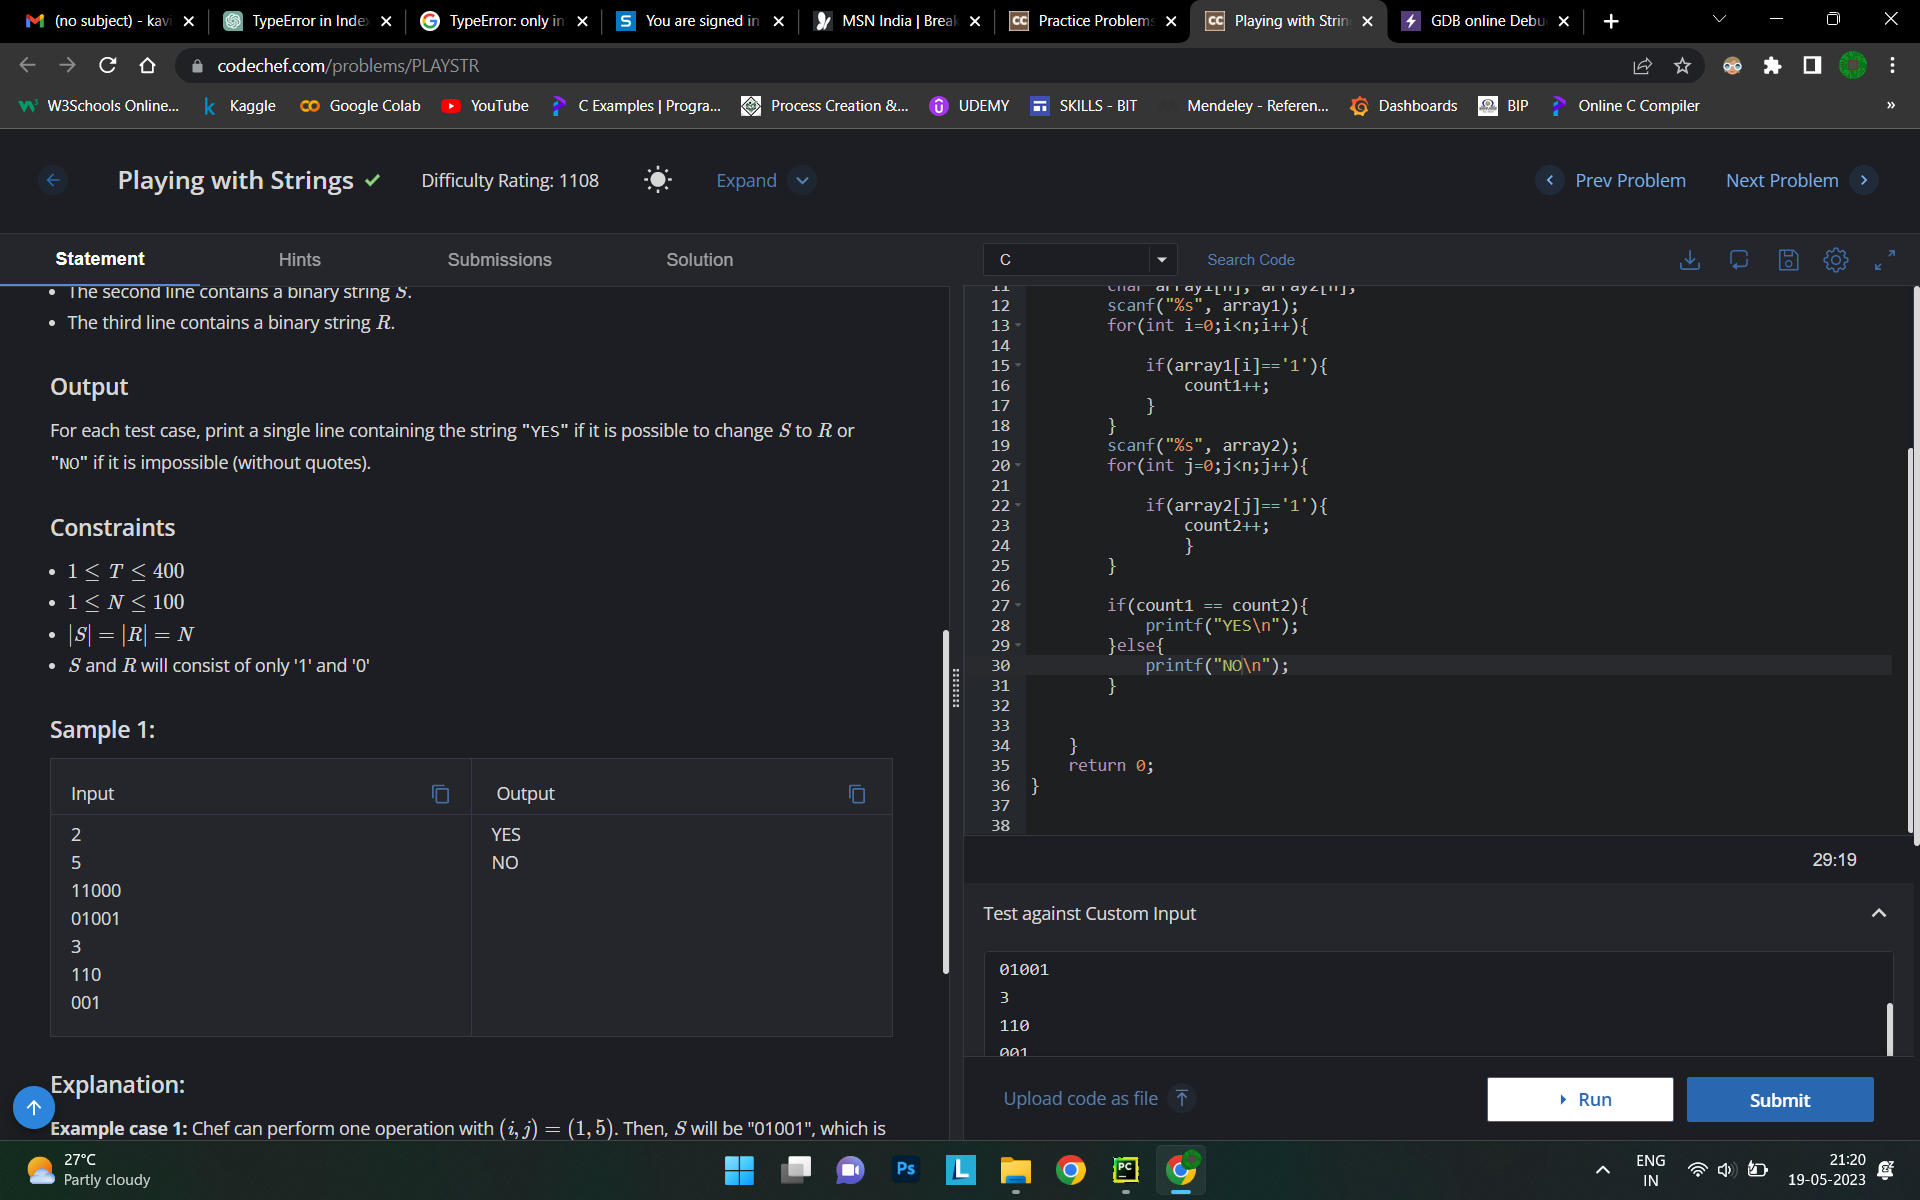 (no subject) - kavi
TypeError in Index
TypeError: only in
You are signed in
MSN India | Break
Practice Problems
Playing with Strin
GDB online Debu
codechef.com/problems/PLAYSTR
W3Schools Online...
Kaggle
Google Colab
YouTube
C Examples | Progra...
Process Creation &...
UDEMY
SKILLS - BIT
Mendeley - Referen...
Dashboards
BIP
Online C Compiler
»
Playing with Strings
Difficulty Rating: 1108
Expand
Prev Problem
Next Problem
Statement
Hints
Submissions
Solution
• The second line contains a binary string S.
• The third line contains a binary string R.
Output
For each test case, print a single line containing the string "YES" if it is possible to change S to R or
"NO" if it is impossible (without quotes).
Constraints
• 1 ≤ T ≤ 400
• 1 ≤ N ≤ 100
• |S| = |R| = N
• S and R will consist of only '1' and '0'
Sample 1:
Input
Output
2
5
11000
01001
3
110
001
YES
NO
Explanation:
Example case 1: Chef can perform one operation with (i, j) = (1, 5). Then, S will be "01001", which is
C
Search Code
11 char array1[n], array2[n];
12 scanf("%s", array1);
13 for(int i=0;i<n;i++){
14
15 if(array1[i]=='1'){
16 count1++;
17 }
18 }
19 scanf("%s", array2);
20 for(int j=0;j<n;j++){
21
22 if(array2[j]=='1'){
23 count2++;
24 }
25 }
26
27 if(count1 == count2){
28 printf("YES\n");
29 }else{
30 printf("NO\n");
31 }
32
33
34 }
35 return 0;
36 }
37
38
29:19
Test against Custom Input
01001
3
110
001
Upload code as file
Run
Submit
27°C
Partly cloudy
Ps
L
PC
ENG
IN
21:20
19-05-2023